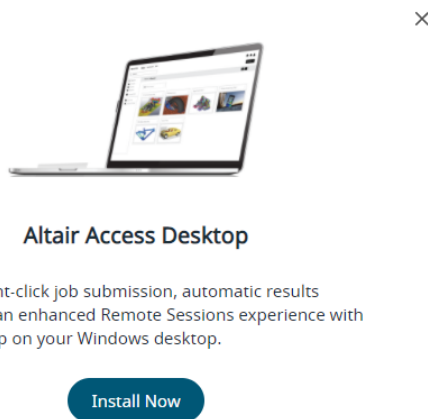 Altair Access Desktop
nt-click job submission, automatic results
an enhanced Remote Sessions experience with
p on your Windows desktop.
Install Now